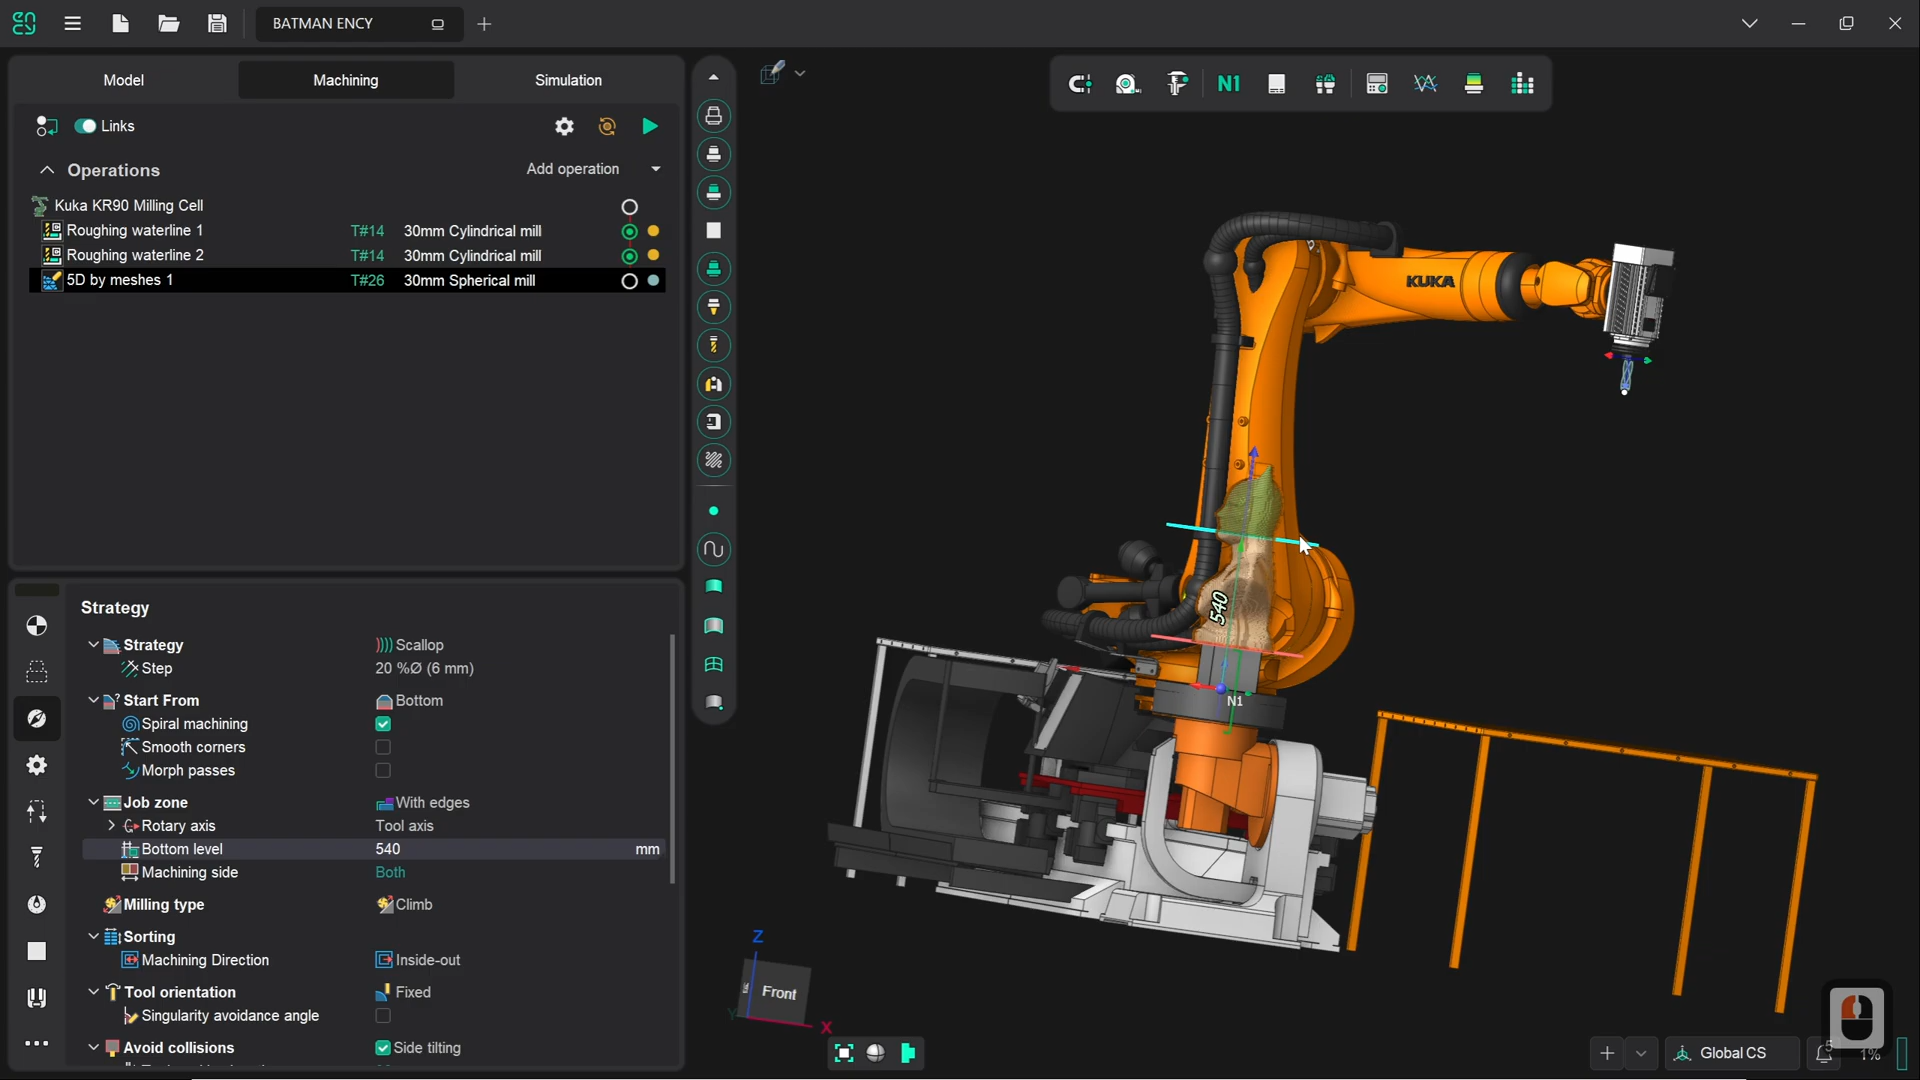 BATMAN ENCY
Model
Machining
Simulation
Links
Operations
Add operation
Kuka KR90 Milling Cell
Roughing waterline 1 T#14 30mm Cylindrical mill
Roughing waterline 2 T#14 30mm Cylindrical mill
5D by meshes 1 T#26 30mm Spherical mill
N1
KUKA
540
N1
Strategy
Strategy Scallop
Step 20 %Ø (6 mm)
Start From Bottom
Spiral machining
Smooth corners
Morph passes
Job zone With edges
Rotary axis Tool axis
Bottom level 540 mm
Machining side Both
Milling type Climb
Sorting
Machining Direction Inside-out
Tool orientation Fixed
Singularity avoidance angle
Avoid collisions Side tilting
Z
Front
Y
X
Global CS
5
1%